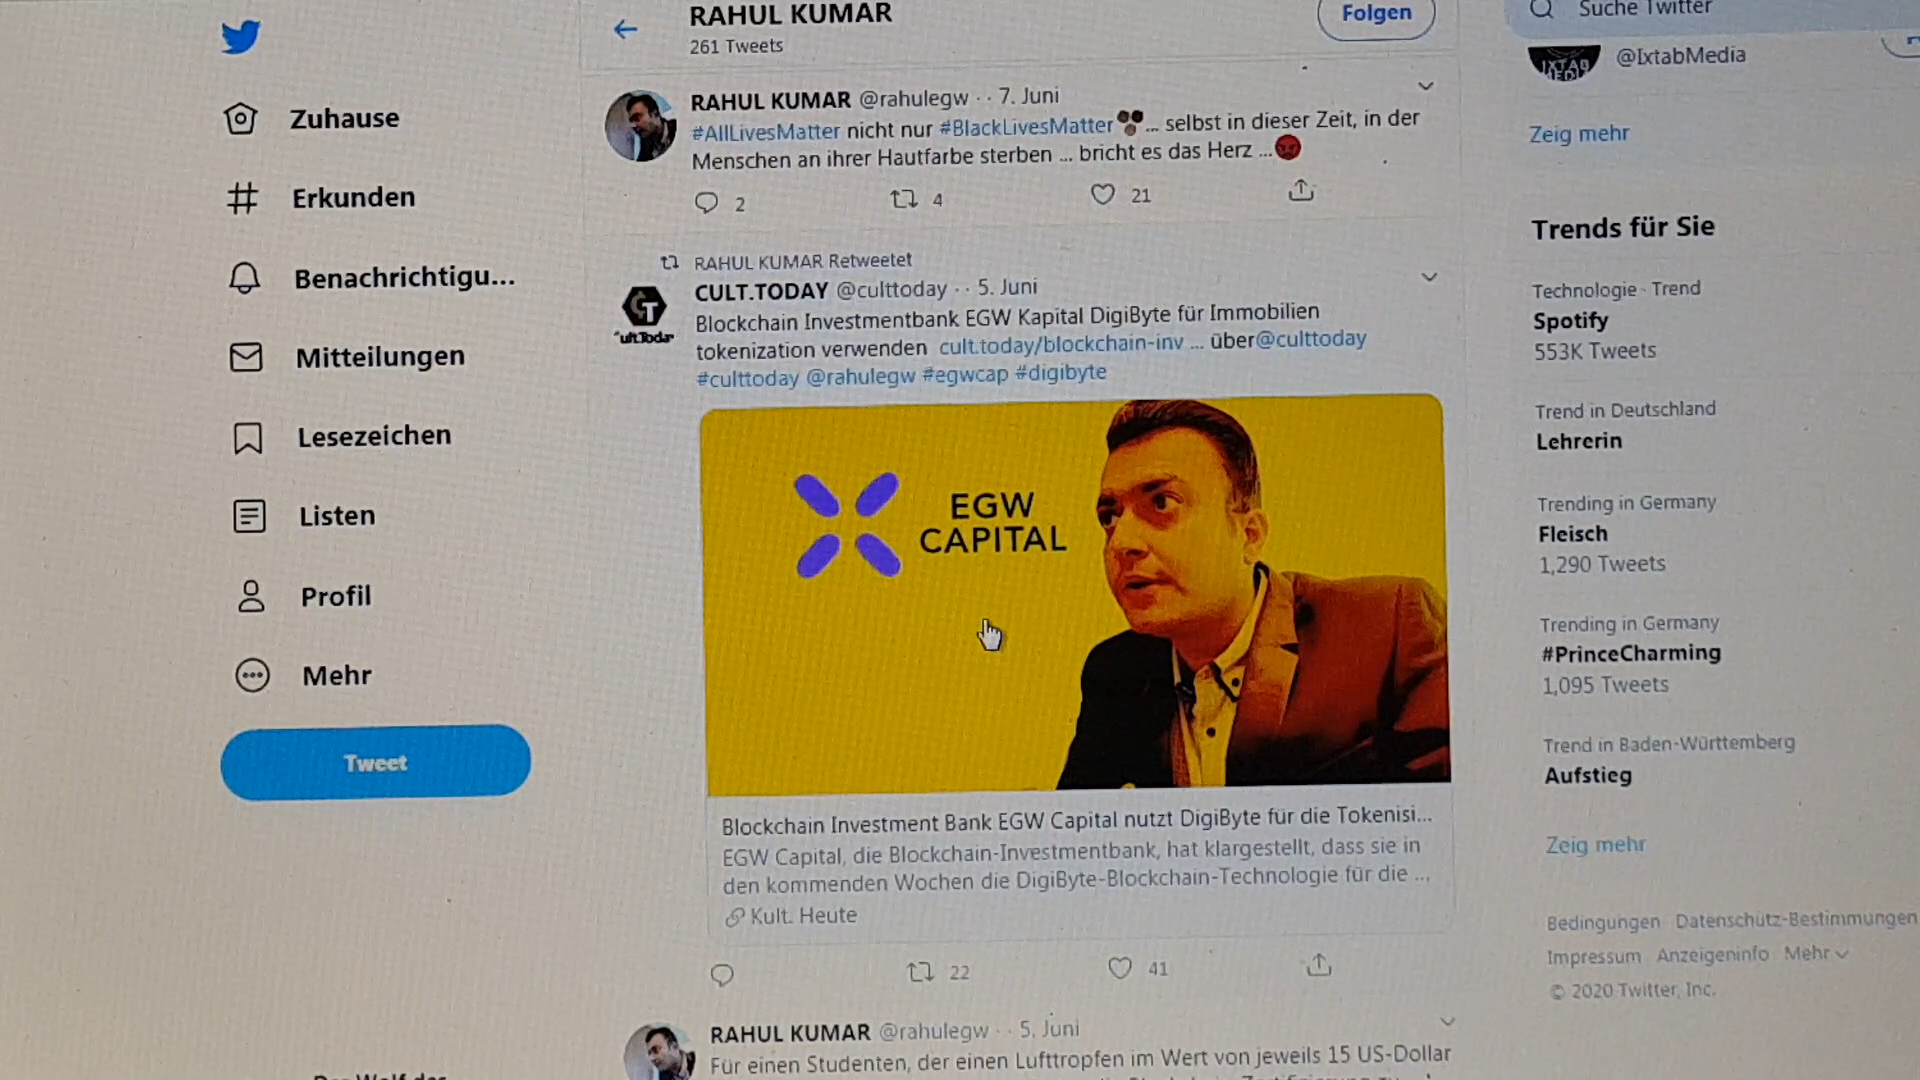 RAHUL KUMAR
261 Tweets
Folgen
Suche Twitter
Zuhause
Erkunden
Benachrichtigu...
Mitteilungen
Lesezeichen
Listen
Profil
Mehr
Tweet
RAHUL KUMAR @rahulegw · · 7. Juni
#AllLivesMatter nicht nur #BlackLivesMatter ... selbst in dieser Zeit, in der
Menschen an ihrer Hautfarbe sterben ... bricht es das Herz ...
2 4 21
RAHUL KUMAR Retweetet
CULT.TODAY @culttoday · · 5. Juni
Blockchain Investmentbank EGW Kapital DigiByte für Immobilien
tokenization verwenden cult.today/blockchain-inv ... über@culttoday
#culttoday @rahulegw #egwcap #digibyte
EGW
CAPITAL
Blockchain Investment Bank EGW Capital nutzt DigiByte für die Tokenisi...
EGW Capital, die Blockchain-Investmentbank, hat klargestellt, dass sie in
den kommenden Wochen die DigiByte-Blockchain-Technologie für die ...
Kult. Heute
22 41
RAHUL KUMAR @rahulegw · · 5. Juni
Für einen Studenten, der einen Lufttropfen im Wert von jeweils 15 US-Dollar
IXTAB
MEDIA
@IxtabMedia
Zeig mehr
Trends für Sie
Technologie · Trend
Spotify
553K Tweets
Trend in Deutschland
Lehrerin
Trending in Germany
Fleisch
1,290 Tweets
Trending in Germany
#PrinceCharming
1,095 Tweets
Trend in Baden-Württemberg
Aufstieg
Zeig mehr
Bedingungen Datenschutz-Bestimmungen
Impressum Anzeigeninfo Mehr
© 2020 Twitter, Inc.